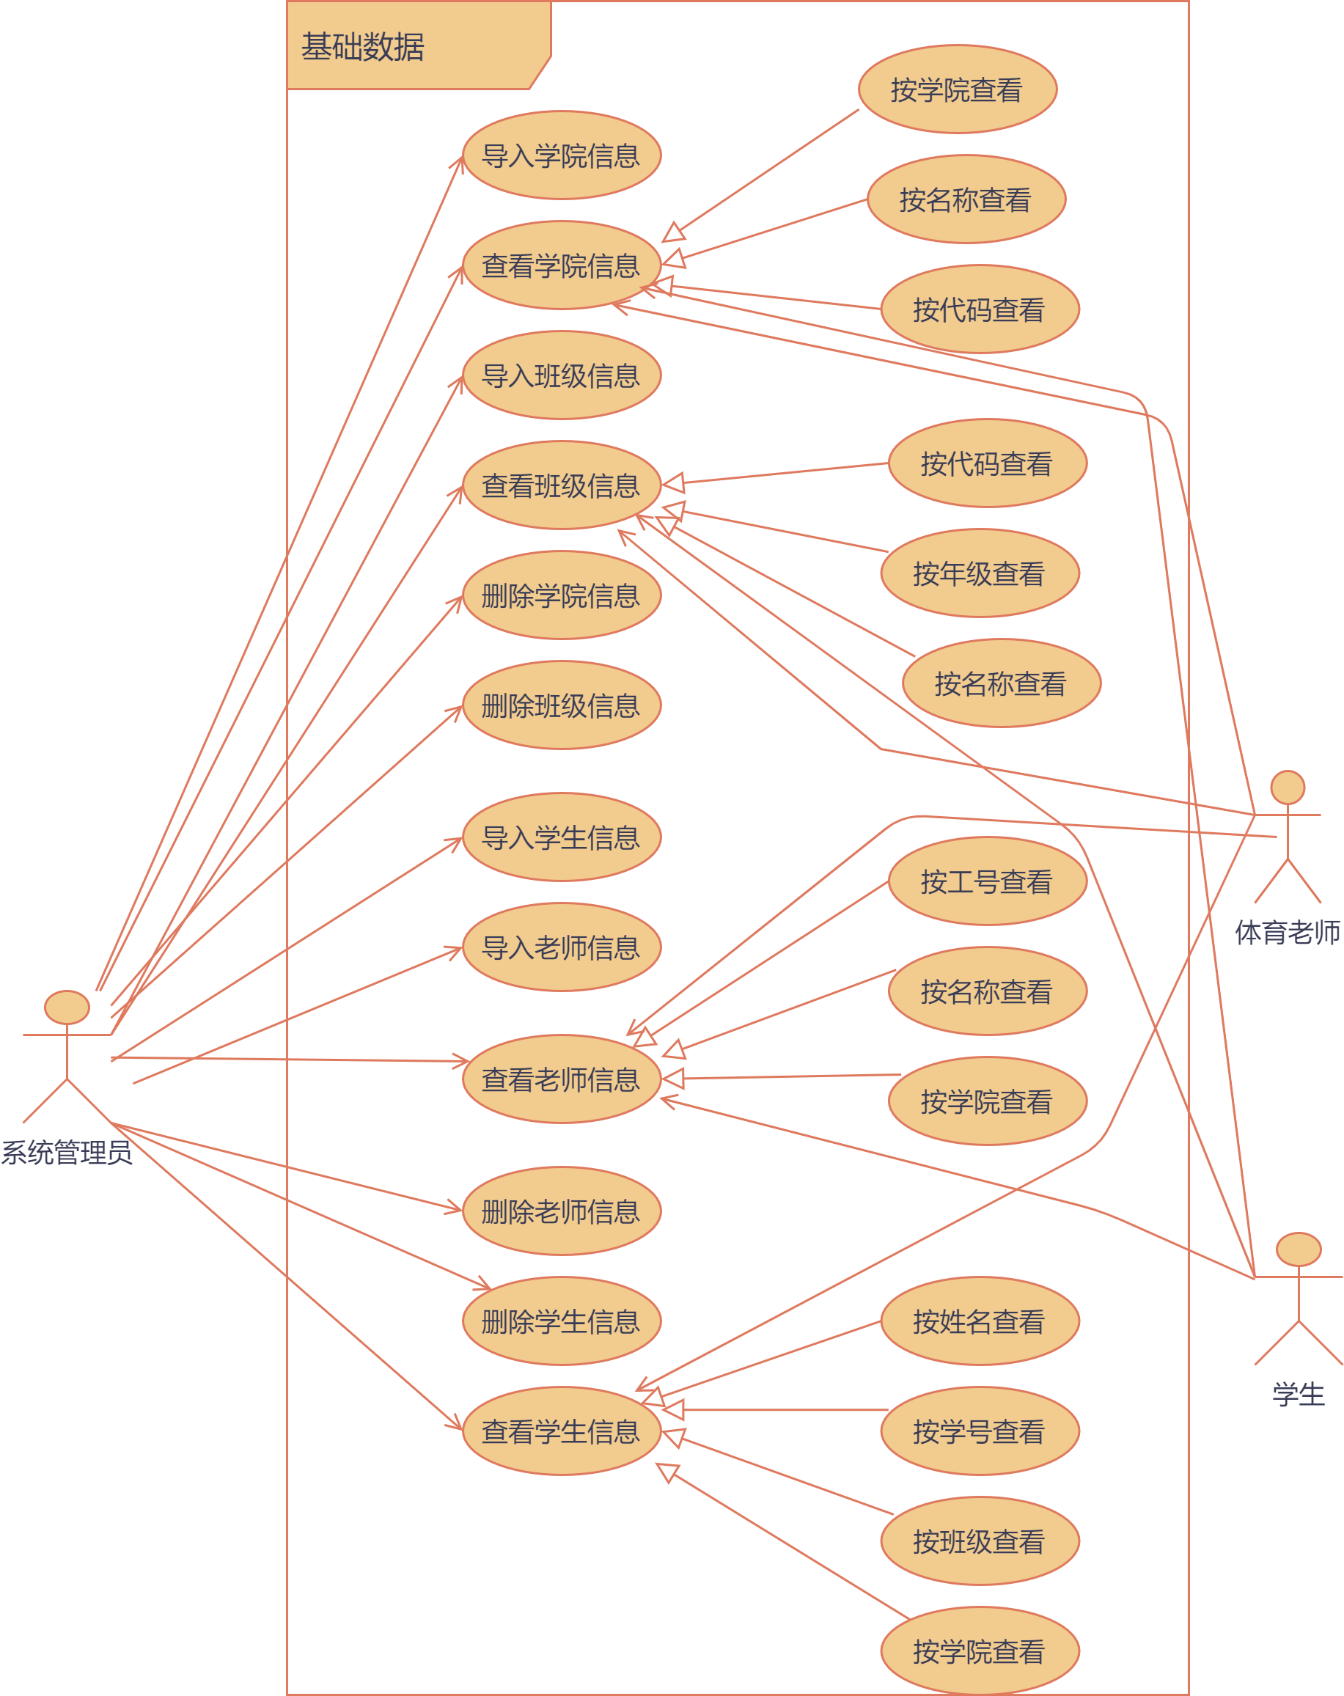 基础数据
按学院查看
导入学院信息
按名称查看
查看学院信息
按代码查看
导入班级信息
按代码查看
查看班级信息
按年级查看
删除学院信息
按名称查看
删除班级信息
导入学生信息
按工号查看
体育老师
导入老师信息
按名称查看
查看老师信息
按学院查看
系统管理员
删除老师信息
删除学生信息
按姓名查看
学生
查看学生信息
按学号查看
按班级查看
按学院查看